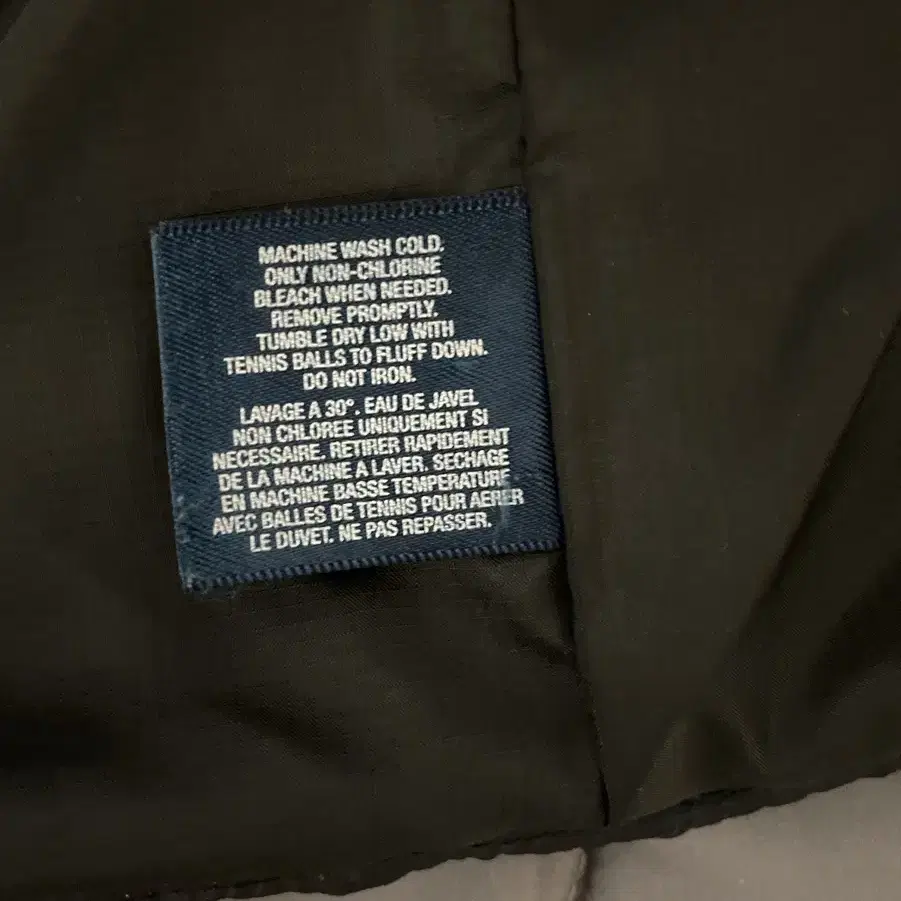 MACHINE WASH COLD.
ONLY NON-CHLORINE
BLEACH WHEN NEEDED.
REMOVE PROMPTLY.
TUMBLE DRY LOW WITH
TENNIS BALLS TO FLUFF DOWN.
DO NOT IRON.
LAVAGE A 30°. EAU DE JAVEL
NON CHLOREE UNIQUEMENT SI
NECESSAIRE. RETIRER RAPIDEMENT
DE LA MACHINE A LAVER. SECHAGE
EN MACHINE BASSE TEMPERATURE
AVEC BALLES DE TENNIS POUR AERER
LE DUVET. NE PAS REPASSER.